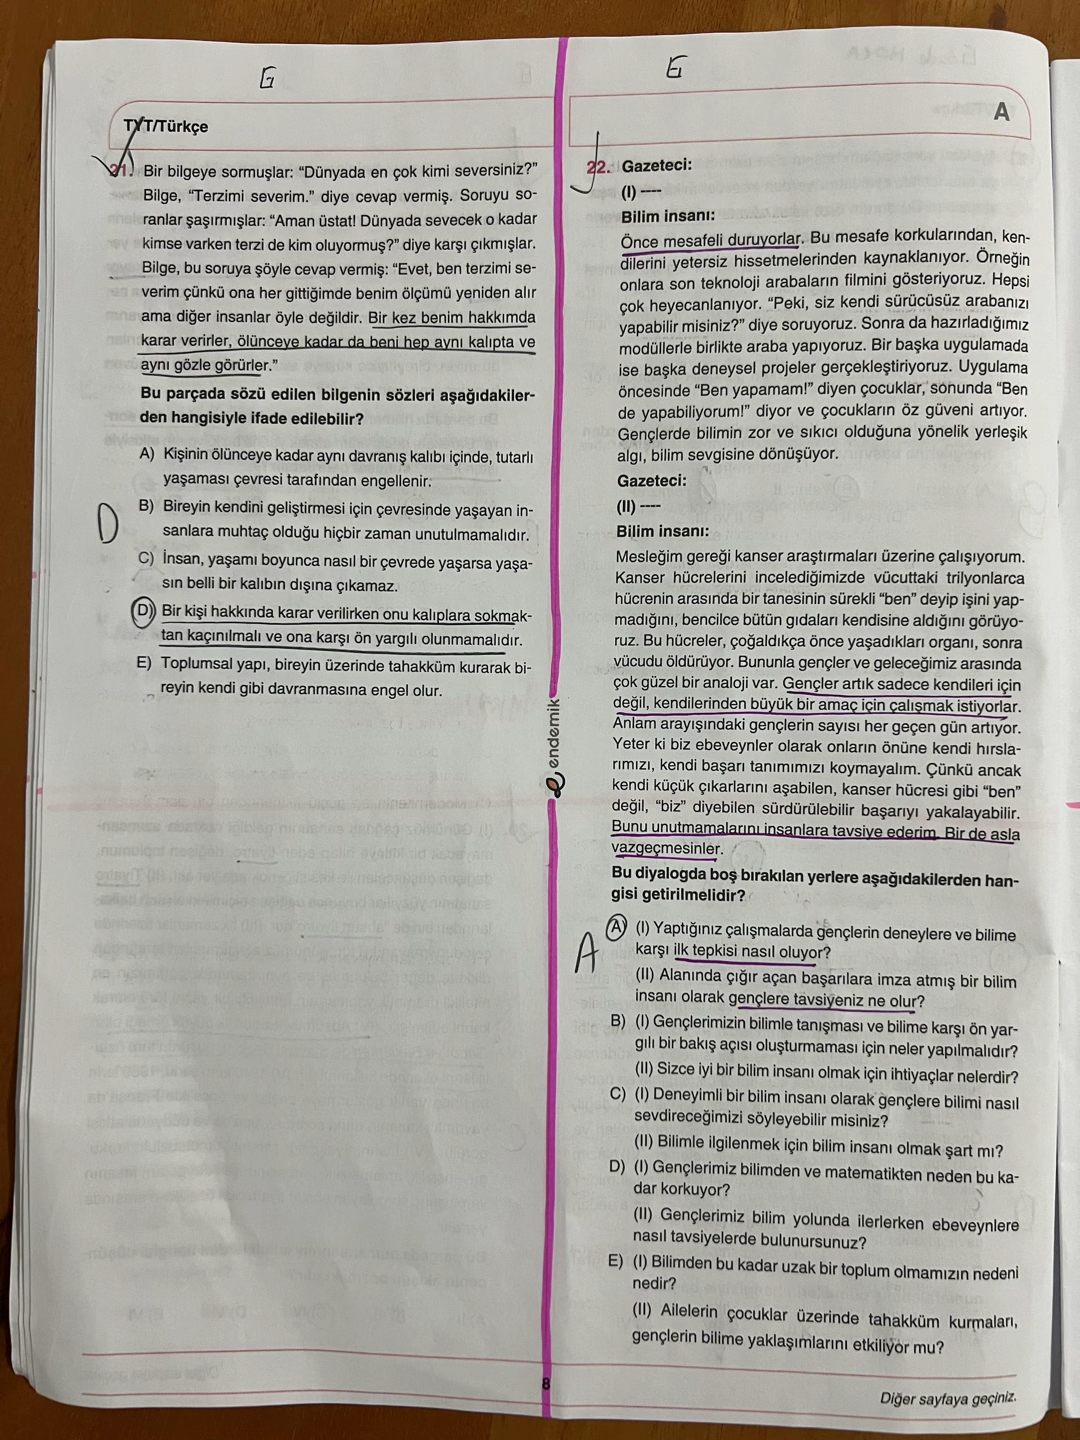 E
E
TYT/Türkçe
A
21. Bir bilgeye sormuşlar: “Dünyada en çok kimi seversiniz?”
Bilge, “Terzimi severim.” diye cevap vermiş. Soruyu so-
ranlar şaşırmışlar: “Aman üstat! Dünyada sevecek o kadar
kimse varken terzi de kim oluyormuş?” diye karşı çıkmışlar.
Bilge, bu soruya şöyle cevap vermiş: “Evet, ben terzimi se-
verim çünkü ona her gittiğimde benim ölçümü yeniden alır
ama diğer insanlar öyle değildir. Bir kez benim hakkımda
karar verirler, ölünceye kadar da beni hep aynı kalıpta ve
aynı gözle görürler.”
Bu parçada sözü edilen bilgenin sözleri aşağıdakiler-
den hangisiyle ifade edilebilir?
A) Kişinin ölünceye kadar aynı davranış kalıbı içinde, tutarlı
yaşaması çevresi tarafından engellenir.
B) Bireyin kendini geliştirmesi için çevresinde yaşayan in-
sanlara muhtaç olduğu hiçbir zaman unutulmamalıdır.
D
C) İnsan, yaşamı boyunca nasıl bir çevrede yaşarsa yaşa-
sın belli bir kalıbın dışına çıkamaz.
D) Bir kişi hakkında karar verilirken onu kalıplara sokmak-
tan kaçınılmalı ve ona karşı ön yargılı olunmamalıdır.
E) Toplumsal yapı, bireyin üzerinde tahakküm kurarak bi-
reyin kendi gibi davranmasına engel olur.
endemik
22. Gazeteci:
(I) ----
Bilim insanı:
Önce mesafeli duruyorlar. Bu mesafe korkularından, ken-
dilerini yetersiz hissetmelerinden kaynaklanıyor. Örneğin
onlara son teknoloji arabaların filmini gösteriyoruz. Hepsi
çok heyecanlanıyor. “Peki, siz kendi sürücüsüz arabanızı
yapabilir misiniz?” diye soruyoruz. Sonra da hazırladığımız
modüllerle birlikte araba yapıyoruz. Bir başka uygulamada
ise başka deneysel projeler gerçekleştiriyoruz. Uygulama
öncesinde “Ben yapamam!” diyen çocuklar, sonunda “Ben
de yapabiliyorum!” diyor ve çocukların öz güveni artıyor.
Gençlerde bilimin zor ve sıkıcı olduğuna yönelik yerleşik
algı, bilim sevgisine dönüşüyor.
Gazeteci:
(II) ----
Bilim insanı:
Mesleğim gereği kanser araştırmaları üzerine çalışıyorum.
Kanser hücrelerini incelediğimizde vücuttaki trilyonlarca
hücrenin arasında bir tanesinin sürekli “ben” deyip işini yap-
madığını, bencilce bütün gıdaları kendisine aldığını görüyo-
ruz. Bu hücreler, çoğaldıkça önce yaşadıkları organı, sonra
vücudu öldürüyor. Bununla gençler ve geleceğimiz arasında
çok güzel bir analoji var. Gençler artık sadece kendileri için
değil, kendilerinden büyük bir amaç için çalışmak istiyorlar.
Anlam arayışındaki gençlerin sayısı her geçen gün artıyor.
Yeter ki biz ebeveynler olarak onların önüne kendi hırsla-
rımızı, kendi başarı tanımımızı koymayalım. Çünkü ancak
kendi küçük çıkarlarını aşabilen, kanser hücresi gibi “ben”
değil, “biz” diyebilen sürdürülebilir başarıyı yakalayabilir.
Bunu unutmamalarını insanlara tavsiye ederim. Bir de asla
vazgeçmesinler.
Bu diyalogda boş bırakılan yerlere aşağıdakilerden han-
gisi getirilmelidir?
A
A) (I) Yaptığınız çalışmalarda gençlerin deneylere ve bilime
karşı ilk tepkisi nasıl oluyor?
(II) Alanında çığır açan başarılara imza atmış bir bilim
insanı olarak gençlere tavsiyeniz ne olur?
B) (I) Gençlerimizin bilimle tanışması ve bilime karşı ön yar-
gılı bir bakış açısı oluşturmaması için neler yapılmalıdır?
(II) Sizce iyi bir bilim insanı olmak için ihtiyaçlar nelerdir?
C) (I) Deneyimli bir bilim insanı olarak gençlere bilimi nasıl
sevdireceğimizi söyleyebilir misiniz?
(II) Bilimle ilgilenmek için bilim insanı olmak şart mı?
D) (I) Gençlerimiz bilimden ve matematikten neden bu ka-
dar korkuyor?
(II) Gençlerimiz bilim yolunda ilerlerken ebeveynlere
nasıl tavsiyelerde bulunursunuz?
E) (I) Bilimden bu kadar uzak bir toplum olmamızın nedeni
nedir?
(II) Ailelerin çocuklar üzerinde tahakküm kurmaları,
gençlerin bilime yaklaşımlarını etkiliyor mu?
8
Diğer sayfaya geçiniz.